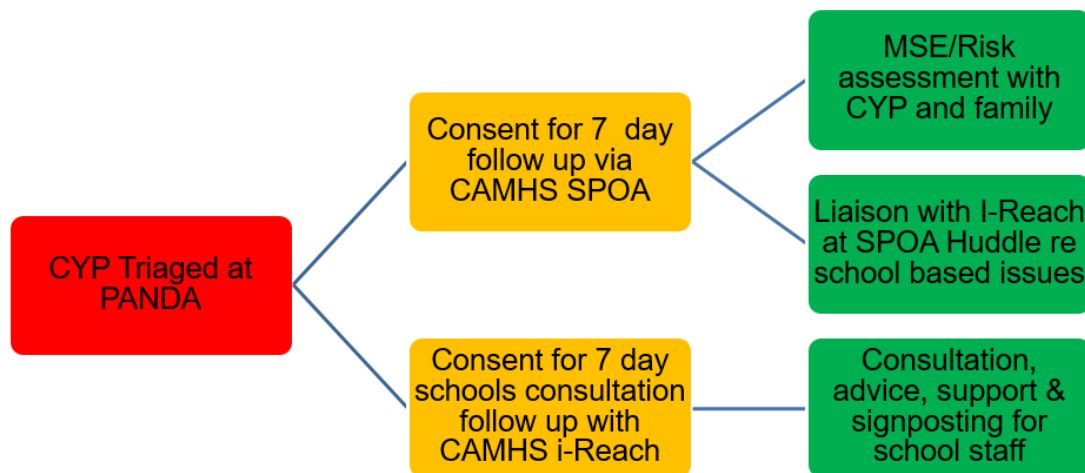 CYP Triaged at
PANDA
Consent for 7 day
follow up via
CAMHS SPOA
MSE/Risk
assessment with
CYP and family
Liaison with I-Reach
at SPOA Huddle re
school based issues
Consent for 7 day
schools consultation
follow up with
CAMHS i-Reach
Consultation,
advice, support &
signposting for
school staff